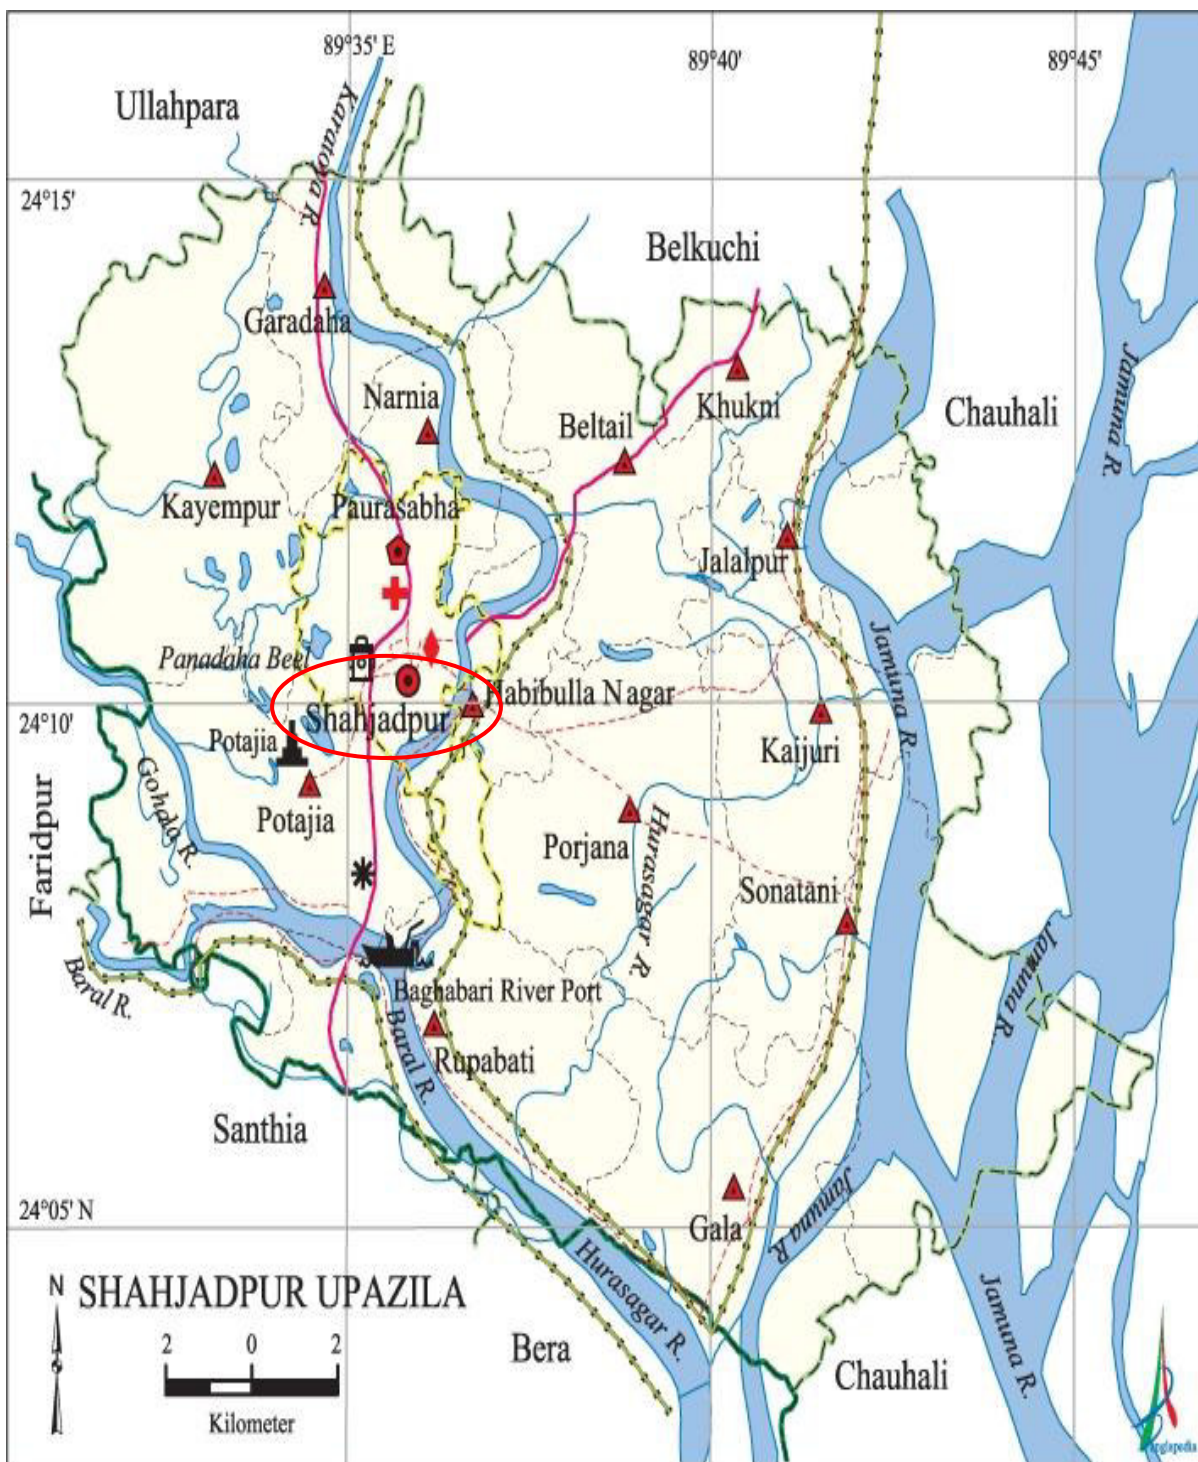 89°35' E
89°40'
89°45'
Ullahpara
Karatoya R.
24°15'
Belkuchi
Garadaha
Jamuna R.
Narnia
Khukni
Chauhali
Beltail
Kayempur
Paurasabha
Jalalpur
Panadaha Beel
Jamuna R.
Habibulla Nagar
24°10'
Shahjadpur
Potajia
Kaijuri
Gohala R.
Potajia
Faridpur
Porjana
Hurasagar R.
Sonatani
Baral R.
Jamuna R.
Baghabari River Port
Baral R.
Rupabati
Santhia
24°05' N
Gala
Jamuna R.
Hurasagar R.
N
SHAHJADPUR UPAZILA
Jamuna R.
2 0 2
Bera
Chauhali
Kilometer